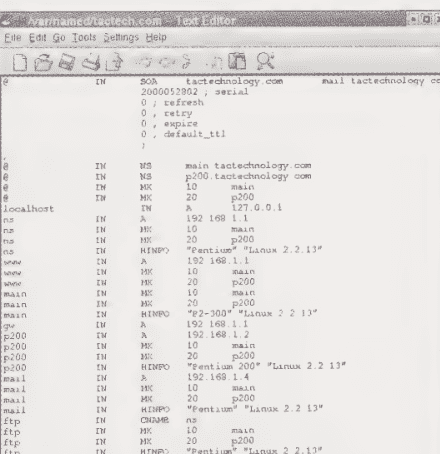 /var/named/tactech.com - Text Editor
File Edit Go Tools Settings Help
@ IN SOA tactechnology.com mail tactechnology co
2000052802 ; serial
0 ; refresh
0 , retry
0 , expire
0 , default_ttl
)
;
@ IN NS main tactechnology com
@ IN NS p200.tactechnology com
@ IN MX 10 main
@ IN MX 20 p200
localhost IN A 127.0.0.1
ns IN A 192 168 1.1
ns IN MX 10 main
ns IN MX 20 p200
ns IN HINFO "Pentium" "Linux 2.2.13"
www IN A 192 168.1.1
www IN MX 10 main
www IN MX 20 p200
main IN MX 10 main
main IN MX 20 p200
main IN HINFO "P2-300" "Linux 2 2 13"
gw IN A 192 168.1.1
p200 IN A 192 168.1.2
p200 IN MX 10 main
p200 IN MX 20 p200
p200 IN HINFO "Pentium 200" "Linux 2.2 13"
mail IN A 192.168.1.4
mail IN MX 10 main
mail IN MX 20 p200
mail IN HINFO "Pentium" "Linux 2.2 13"
ftp IN CNAME ns
ftp IN MX 10 main
ftp IN MX 20 p200
ftp IN HINFO "Pentium" "Linux 2.2.13"